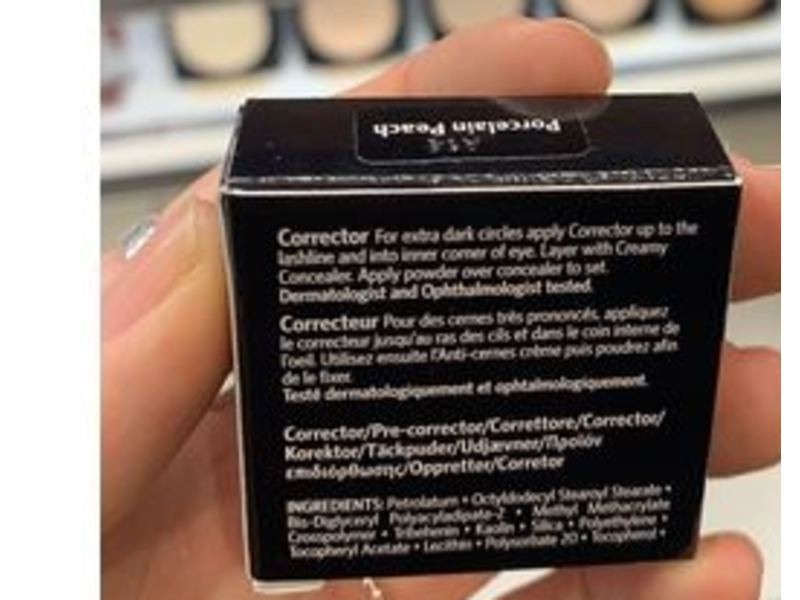 Porcelain Peach
Corrector For extra dark circles apply Corrector up to the
lashline and into inner corner of eye. Layer with Creamy
Concealer. Apply powder over concealer to set.
Dermatologist and Ophthalmologist tested.
Correcteur Pour des cernes très prononcés, appliquez
le correcteur jusqu'au ras des cils et dans le coin interne de
l'oeil. Utilisez ensuite l'Anti-cernes crème puis poudrez afin
de le fixer.
Testé dermatologiquement et ophtalmologiquement.
Corrector/Pre-corrector/Correttore/Corrector/
Korektor/Täckpuder/Udjævner/Προϊόν
επιδιόρθωσης/Oppretter/Corretor
INGREDIENTS: Petrolatum • Octyldodecyl Stearoyl Stearate •
Bis-Diglyceryl Polyacyladipate-2 • Methyl Methacrylate
Crosspolymer • Tribehenin • Kaolin • Silica • Polyethylene •
Tocopheryl Acetate • Lecithin • Polysorbate 20 • Tocopherol •